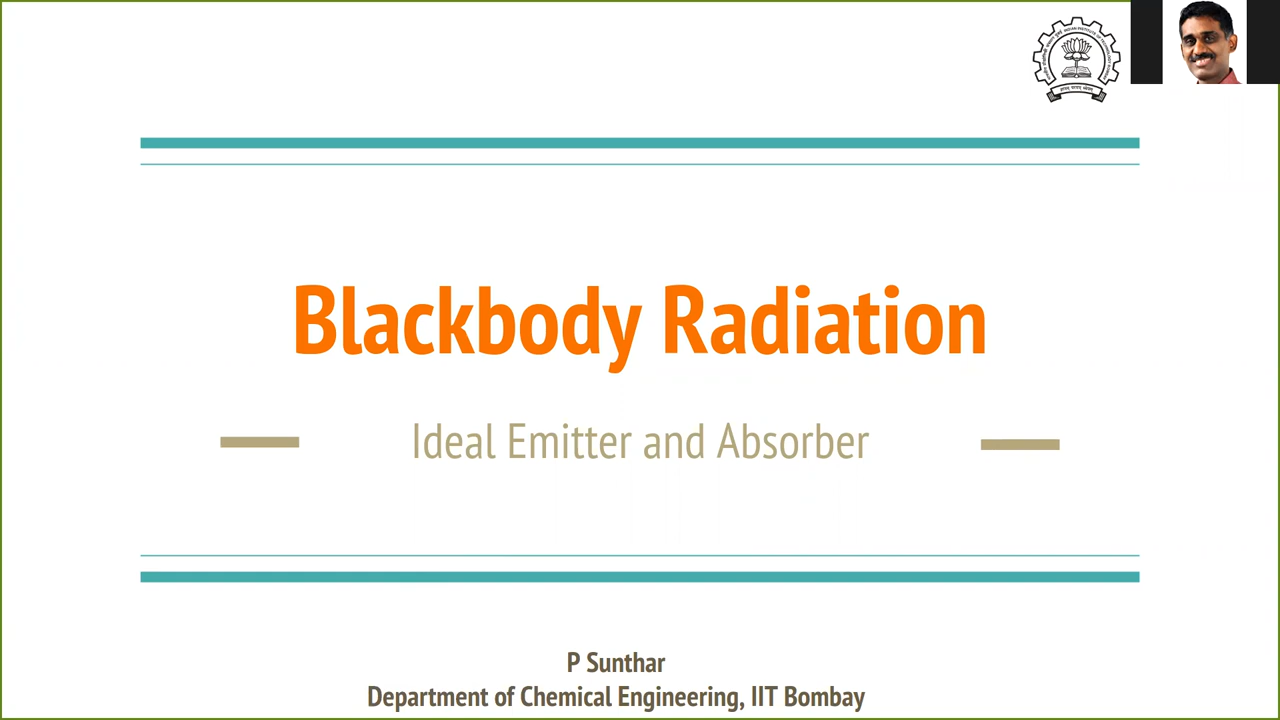 Blackbody Radiation
Ideal Emitter and Absorber
P Sunthar
Department of Chemical Engineering, IIT Bombay